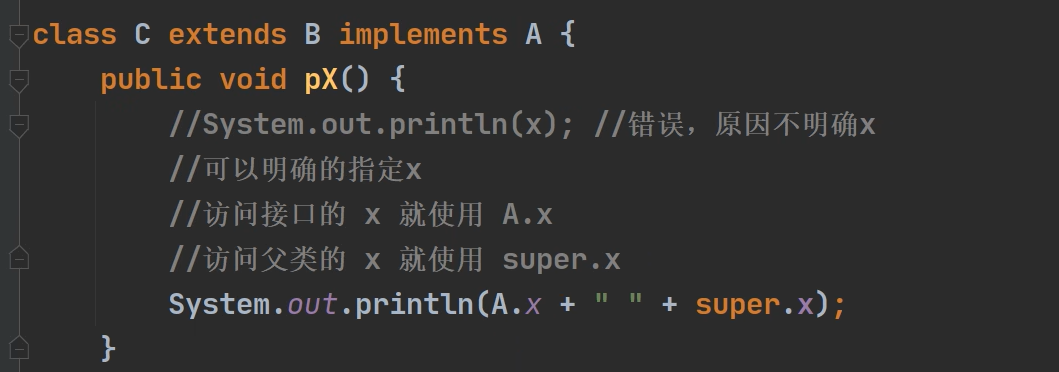 class C extends B implements A {
public void pX() {
//System.out.println(x); //错误，原因不明确x
//可以明确的指定x
//访问接口的 x 就使用 A.x
//访问父类的 x 就使用 super.x
System.out.println(A.x + " " + super.x);
}